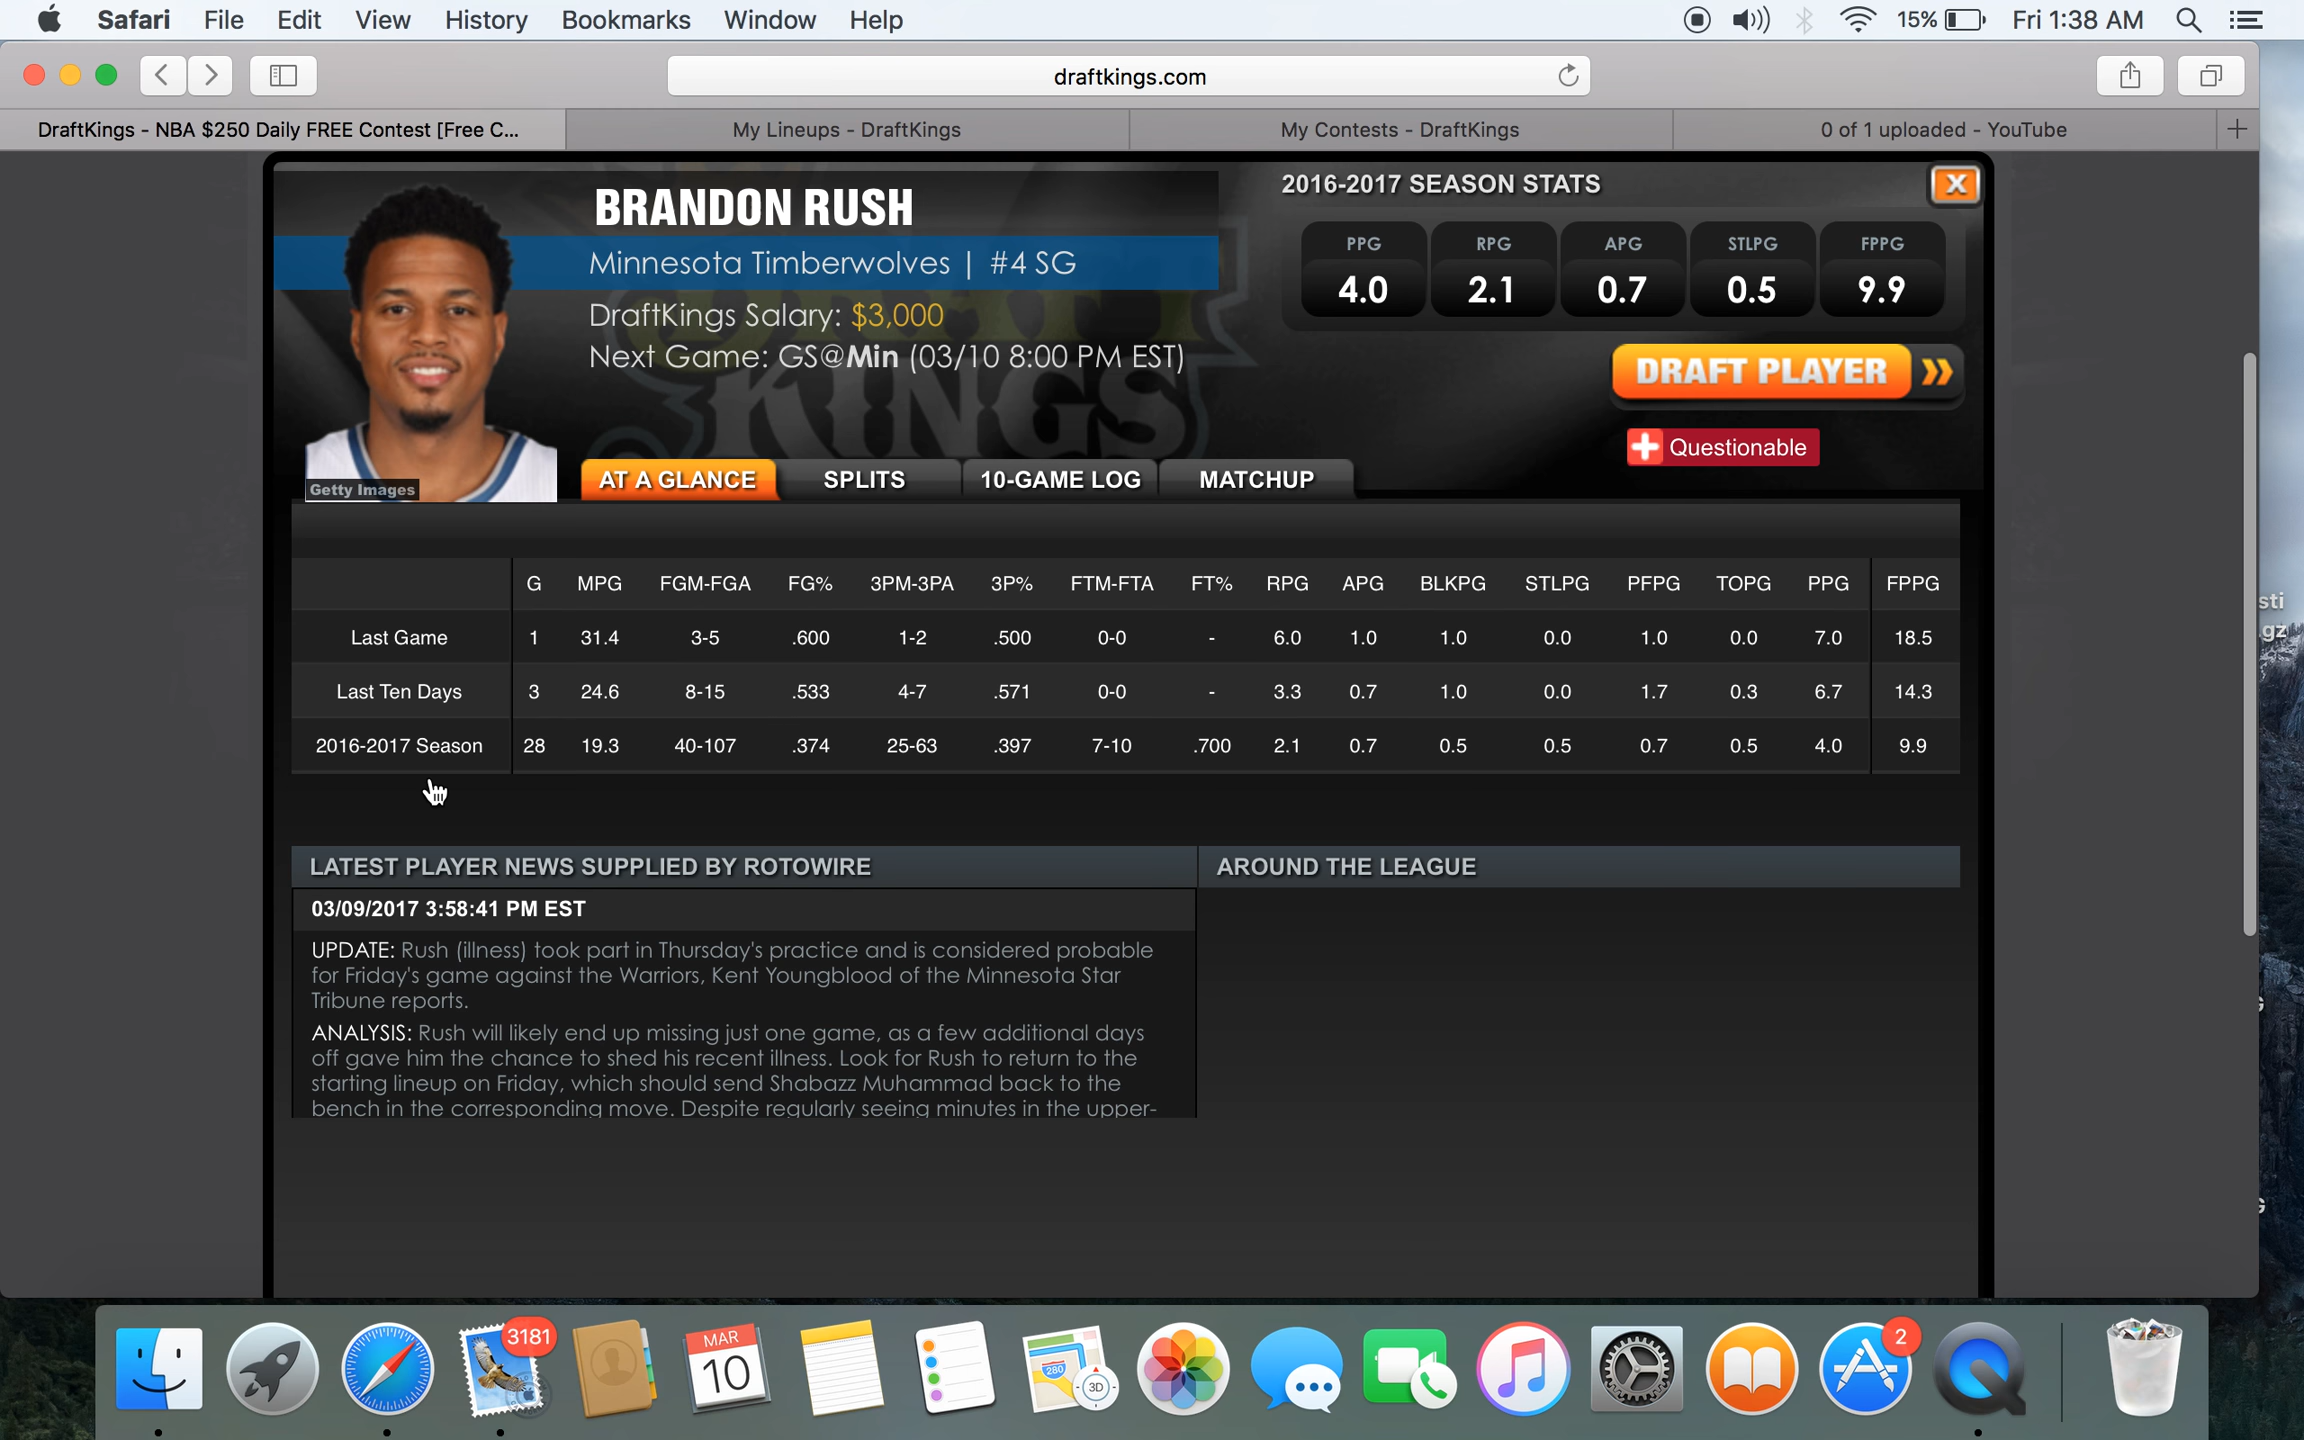 Safari File Edit View History Bookmarks Window Help 15% Fri 1:38 AM
draftkings.com
DraftKings - NBA $250 Daily FREE Contest [Free C... My Lineups - DraftKings My Contests - DraftKings 0 of 1 uploaded - YouTube
BRANDON RUSH
Minnesota Timberwolves | #4 SG
DraftKings Salary: $3,000
Next Game: GS@Min (03/10 8:00 PM EST)
KINGS
Getty Images
2016-2017 SEASON STATS
X
PPG RPG APG STLPG FPPG
4.0 2.1 0.7 0.5 9.9
DRAFT PLAYER
Questionable
AT A GLANCE SPLITS 10-GAME LOG MATCHUP
G MPG FGM-FGA FG% 3PM-3PA 3P% FTM-FTA FT% RPG APG BLKPG STLPG PFPG TOPG PPG FPPG
Last Game 1 31.4 3-5 .600 1-2 .500 0-0 - 6.0 1.0 1.0 0.0 1.0 0.0 7.0 18.5
Last Ten Days 3 24.6 8-15 .533 4-7 .571 0-0 - 3.3 0.7 1.0 0.0 1.7 0.3 6.7 14.3
2016-2017 Season 28 19.3 40-107 .374 25-63 .397 7-10 .700 2.1 0.7 0.5 0.5 0.7 0.5 4.0 9.9
LATEST PLAYER NEWS SUPPLIED BY ROTOWIRE
03/09/2017 3:58:41 PM EST
UPDATE: Rush (illness) took part in Thursday's practice and is considered probable
for Friday's game against the Warriors, Kent Youngblood of the Minnesota Star
Tribune reports.
ANALYSIS: Rush will likely end up missing just one game, as a few additional days
off gave him the chance to shed his recent illness. Look for Rush to return to the
starting lineup on Friday, which should send Shabazz Muhammad back to the
bench in the corresponding move. Despite regularly seeing minutes in the upper-
AROUND THE LEAGUE
sti
.gz
3181
MAR
10
280
3D
2